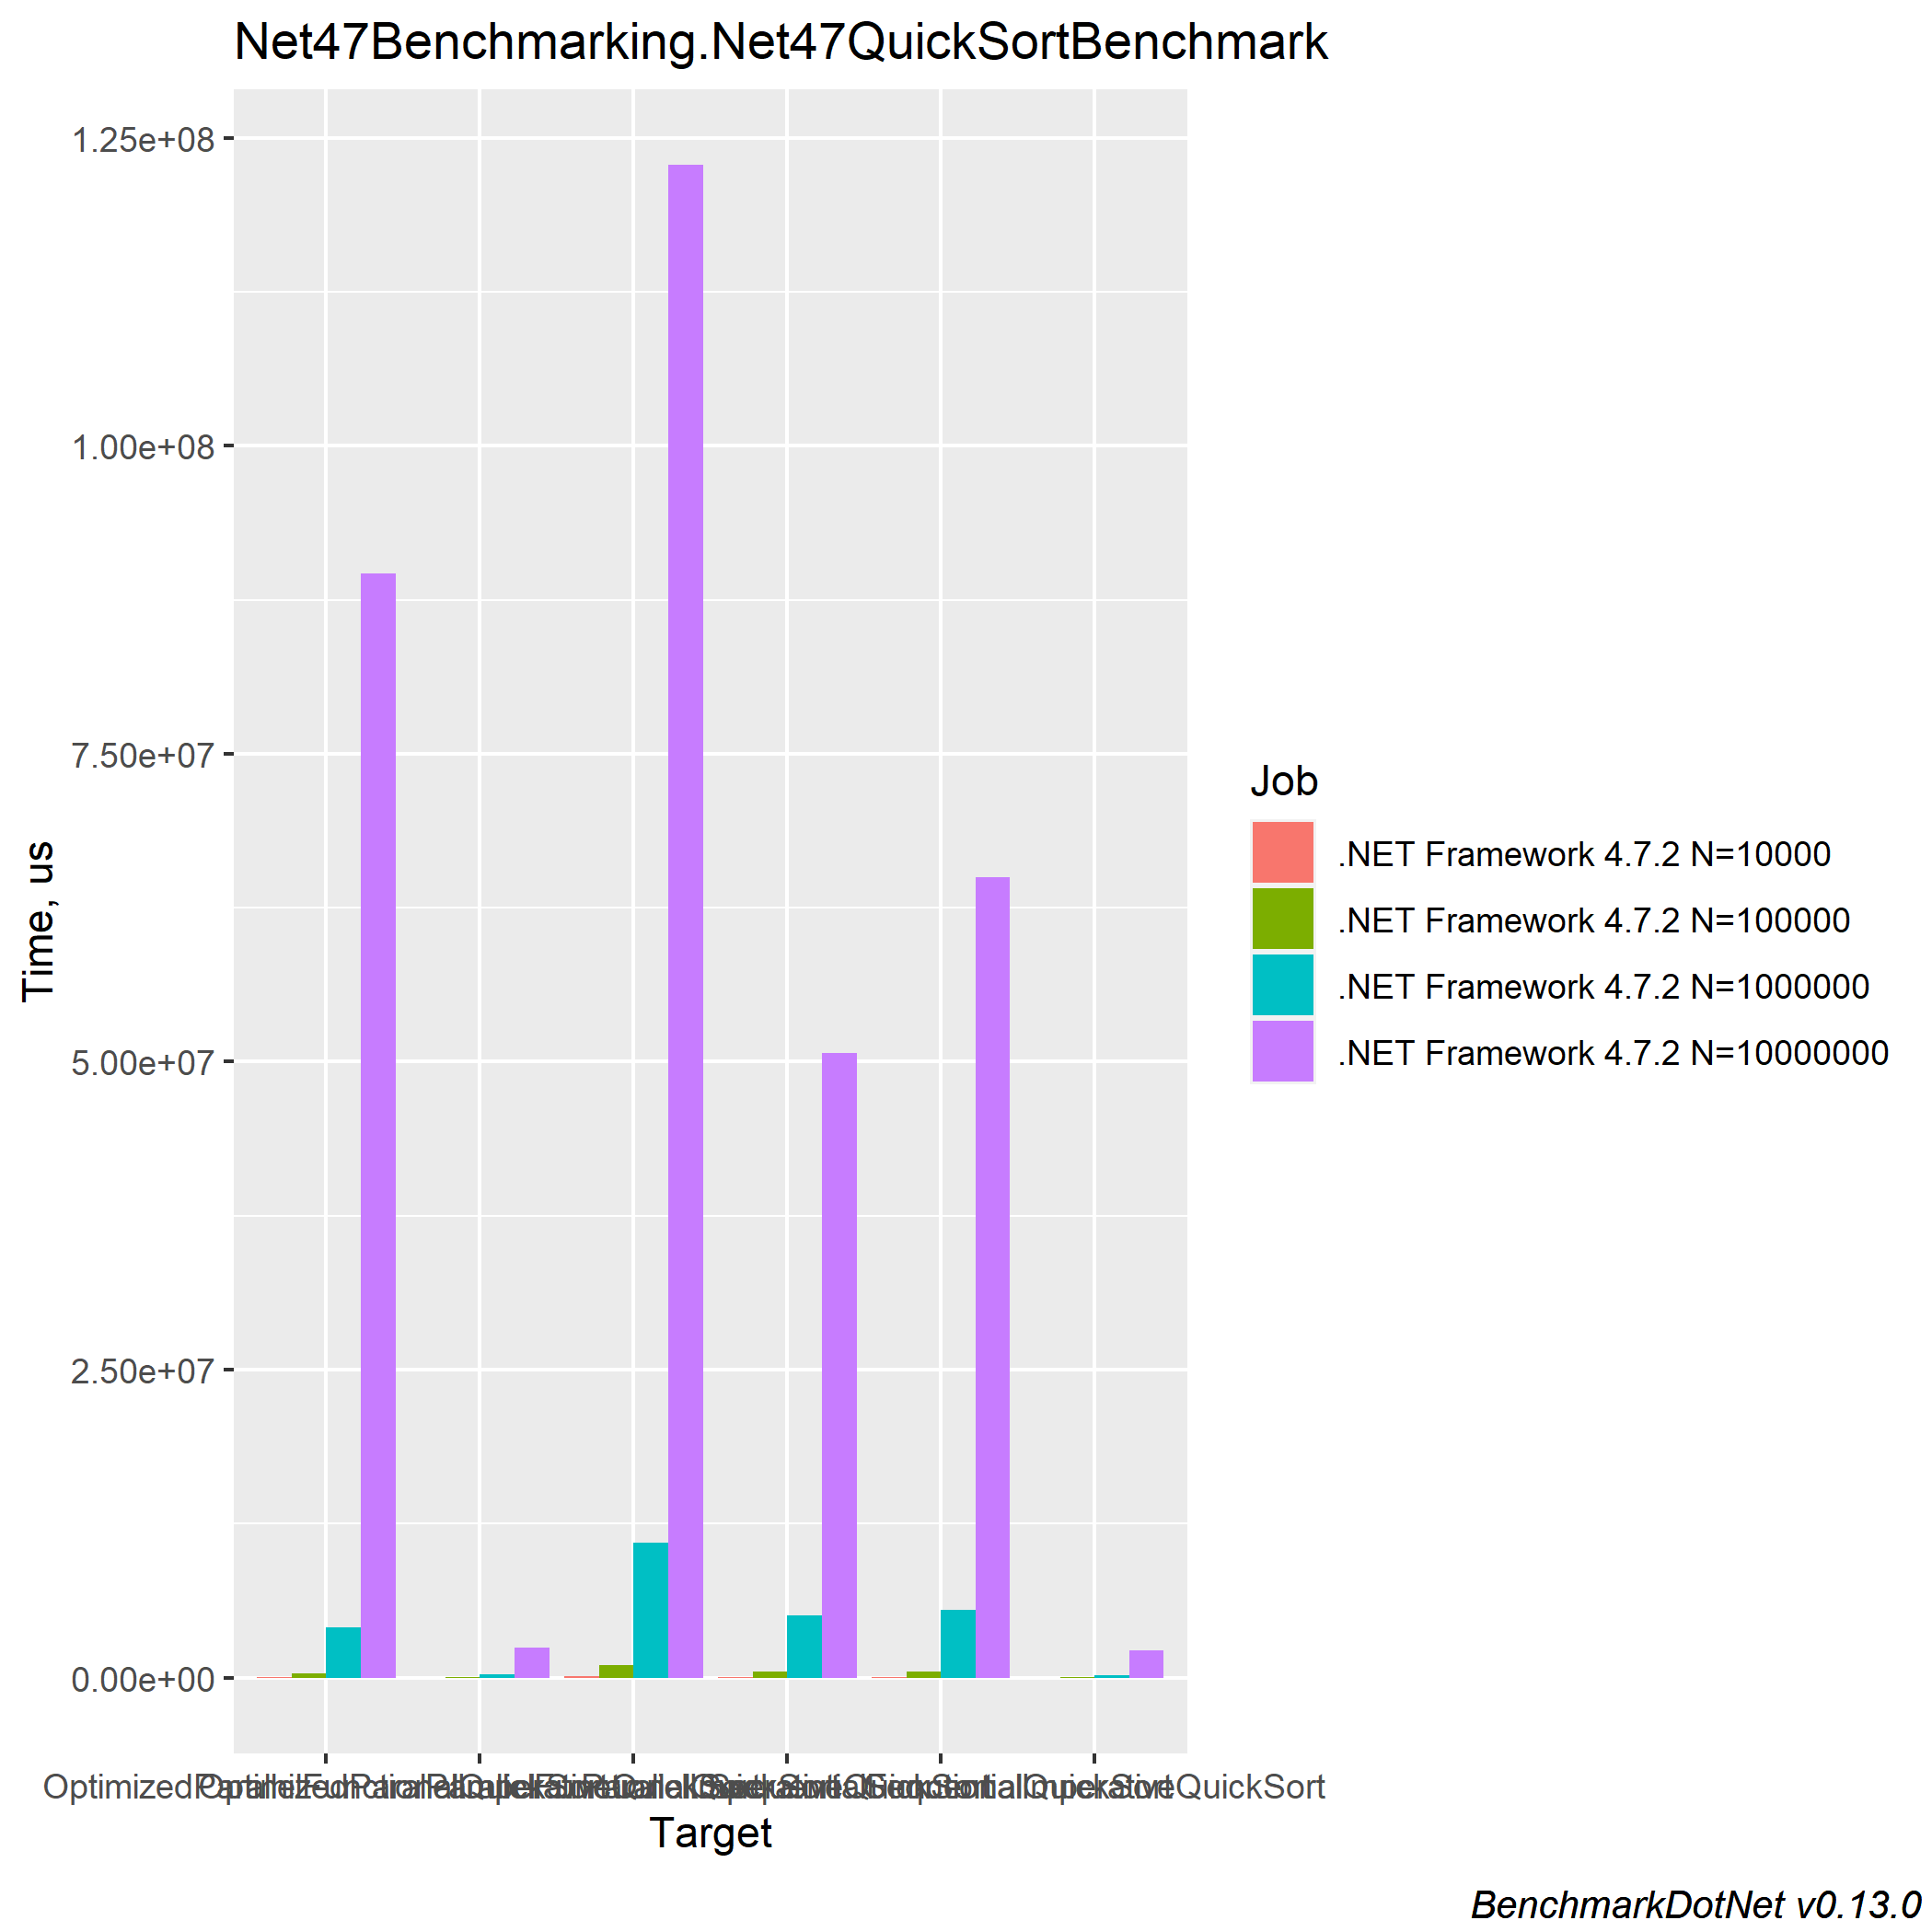 Net47Benchmarking.Net47QuickSortBenchmark
1.25e+08
1.00e+08
7.50e+07
5.00e+07
2.50e+07
0.00e+00
Time, us
Job
.NET Framework 4.7.2 N=10000
.NET Framework 4.7.2 N=100000
.NET Framework 4.7.2 N=1000000
.NET Framework 4.7.2 N=10000000
Target
BenchmarkDotNet v0.13.0